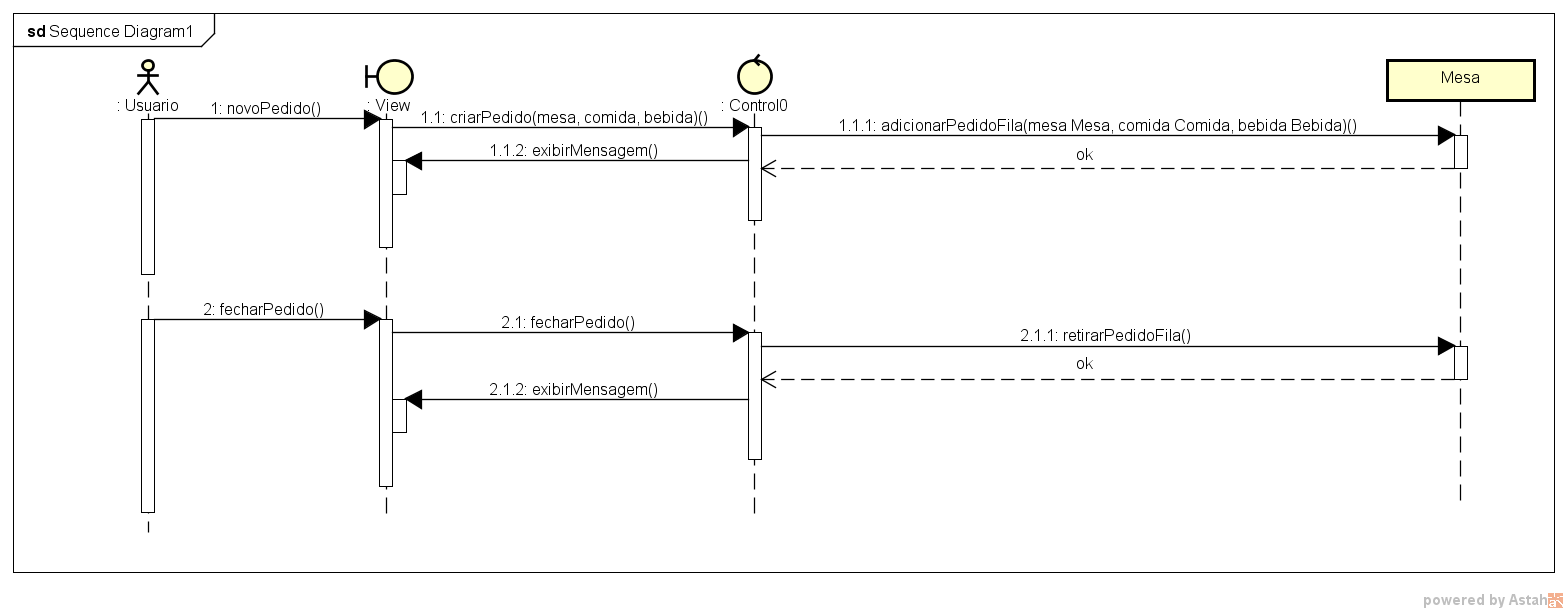 sd Sequence Diagram1
: Usuario
: View
: Control0
Mesa
1: novoPedido()
1.1: criarPedido(mesa, comida, bebida)()
1.1.1: adicionarPedidoFila(mesa Mesa, comida Comida, bebida Bebida)()
1.1.2: exibirMensagem()
ok
2: fecharPedido()
2.1: fecharPedido()
2.1.1: retirarPedidoFila()
ok
2.1.2: exibirMensagem()
powered by Astah